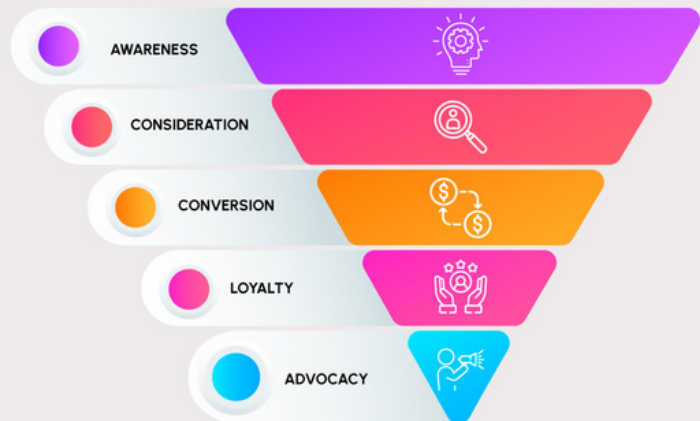 AWARENESS
CONSIDERATION
CONVERSION
LOYALTY
ADVOCACY